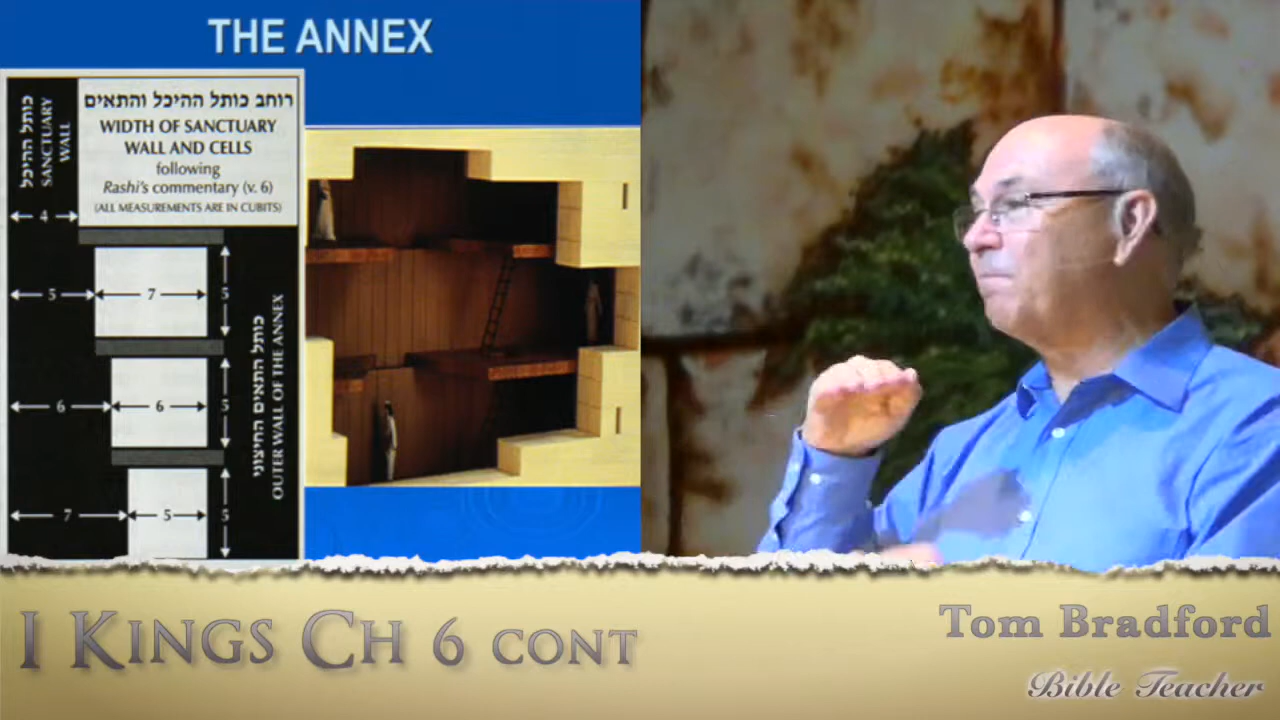 THE ANNEX
כותל ההיכל
SANCTUARY
WALL
רוחב כותל ההיכל והתאים
WIDTH OF SANCTUARY
WALL AND CELLS
following
Rashi's commentary (v. 6)
(ALL MEASUREMENTS ARE IN CUBITS)
4
5 7 5
6 6 5
7 5 5
כותל התאים החיצוני
OUTER WALL OF THE ANNEX
I Kings Ch 6 cont
Tom Bradford
Bible Teacher